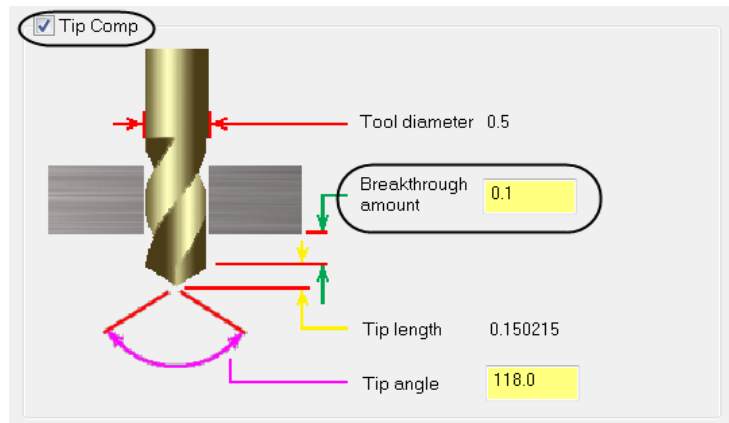 Tip Comp
Tool diameter 0.5
Breakthrough
amount 0.1
Tip length 0.150215
Tip angle 118.0